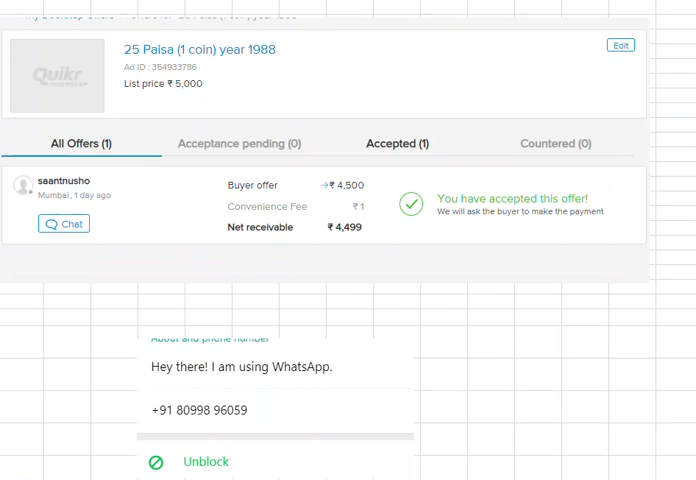 25 Paisa (1 coin) year 1988
Edit
Ad ID : 354933786
List price ₹ 5,000
Quikr
All Offers (1) Acceptance pending (0) Accepted (1) Countered (0)
saantnusho
Mumbai, 1 day ago
Chat
Buyer offer →₹ 4,500
Convenience Fee ₹ 1
Net receivable ₹ 4,499
You have accepted this offer!
We will ask the buyer to make the payment
About and phone number
Hey there! I am using WhatsApp.
+91 80998 96059
Unblock